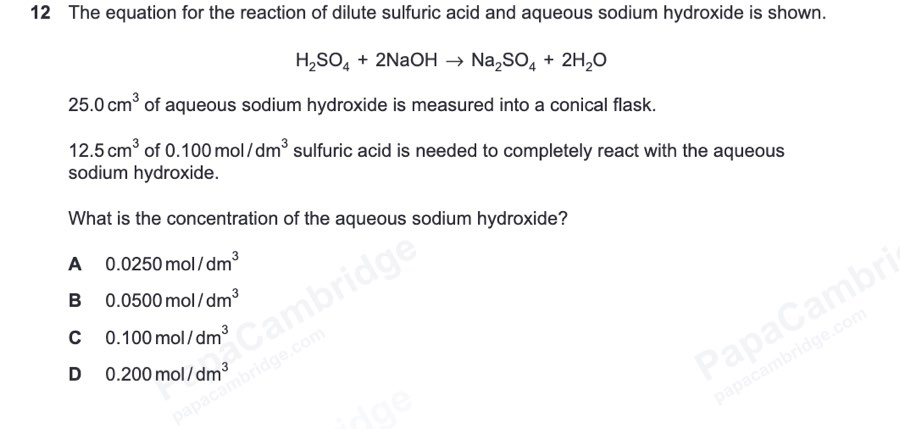 12 The equation for the reaction of dilute sulfuric acid and aqueous sodium hydroxide is shown.
H₂SO₄ + 2NaOH → Na₂SO₄ + 2H₂O
25.0 cm³ of aqueous sodium hydroxide is measured into a conical flask.
12.5 cm³ of 0.100 mol/dm³ sulfuric acid is needed to completely react with the aqueous
sodium hydroxide.
What is the concentration of the aqueous sodium hydroxide?
A 0.0250 mol/dm³
B 0.0500 mol/dm³
C 0.100 mol/dm³
D 0.200 mol/dm³
PapaCambridge
papacambridge.com
PapaCambri
papacambridge.com
idge